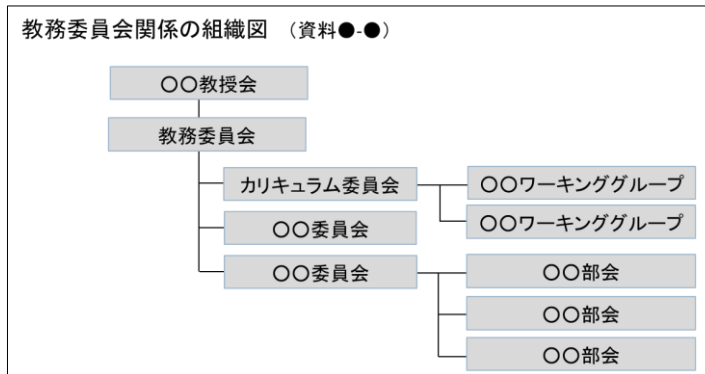 教務委員会関係の組織図 （資料●-●）
〇〇教授会
教務委員会
カリキュラム委員会
〇〇ワーキンググループ
〇〇ワーキンググループ
〇〇委員会
〇〇委員会
〇〇部会
〇〇部会
〇〇部会